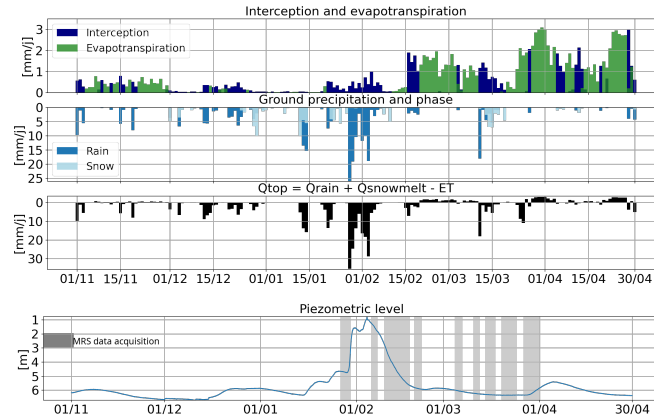 Interception and evapotranspiration
[mm/j]
3
2
1
0
Interception
Evapotranspiration
Ground precipitation and phase
[mm/j]
0
5
10
15
20
25
Rain
Snow
Qtop = Qrain + Qsnowmelt - ET
[mm/j]
0
10
20
30
01/11 15/11 01/12 15/12 01/01 15/01 01/02 15/02 01/03 15/03 01/04 15/04 30/04
Piezometric level
[m]
1
2
3
4
5
6
MRS data acquisition
01/11 01/12 01/01 01/02 01/03 01/04 30/04